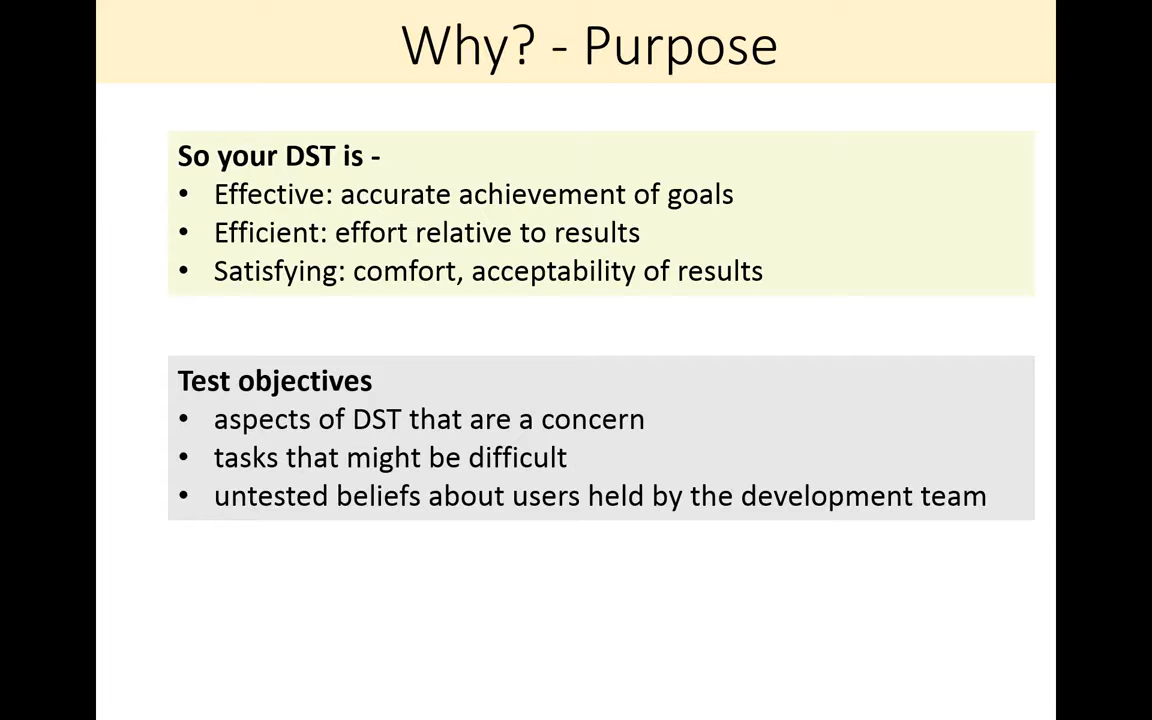 Why? - Purpose
So your DST is -
• Effective: accurate achievement of goals
• Efficient: effort relative to results
• Satisfying: comfort, acceptability of results
Test objectives
• aspects of DST that are a concern
• tasks that might be difficult
• untested beliefs about users held by the development team